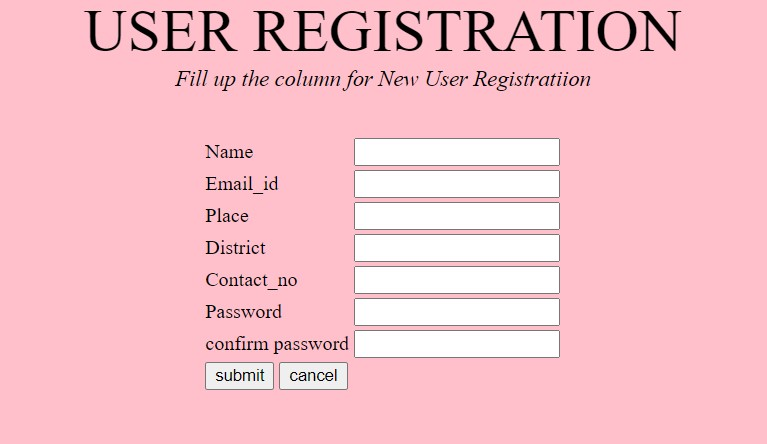 USER REGISTRATION
Fill up the column for New User Registratiion
Name
Email_id
Place
District
Contact_no
Password
confirm password
submit cancel